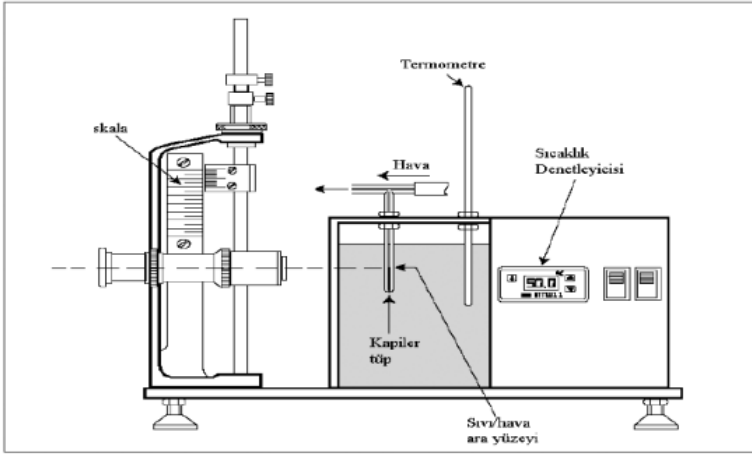 Termometre
skala
Hava
Sıcaklık
Denetleyicisi
50.0
Kapiler
tüp
Sıvı/hava
ara yüzeyi